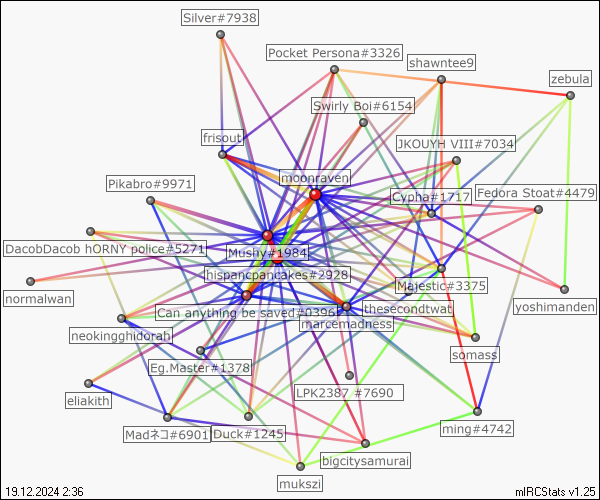 Silver#7938
Pocket Persona#3326
shawntee9
zebula
Swirly Boi#6154
frisout
JKOUYH VIII#7034
moonraven
Pikabro#9971
Cypha#1717
Fedora Stoat#4479
DacobDacob hORNY police#5271
Mushy#1984
hispancpancakes#2928
Majestic#3375
normalwan
yoshimanden
Can anything be saved#0396
thesecondtwat
marcemadness
neokingghidorah
somass
Eg.Master#1378
LPK2387 #7690
eliakith
Madネコ#6901
Duck#1245
ming#4742
bigcitysamurai
mukszi
19.12.2024 2:36
mIRCStats v1.25